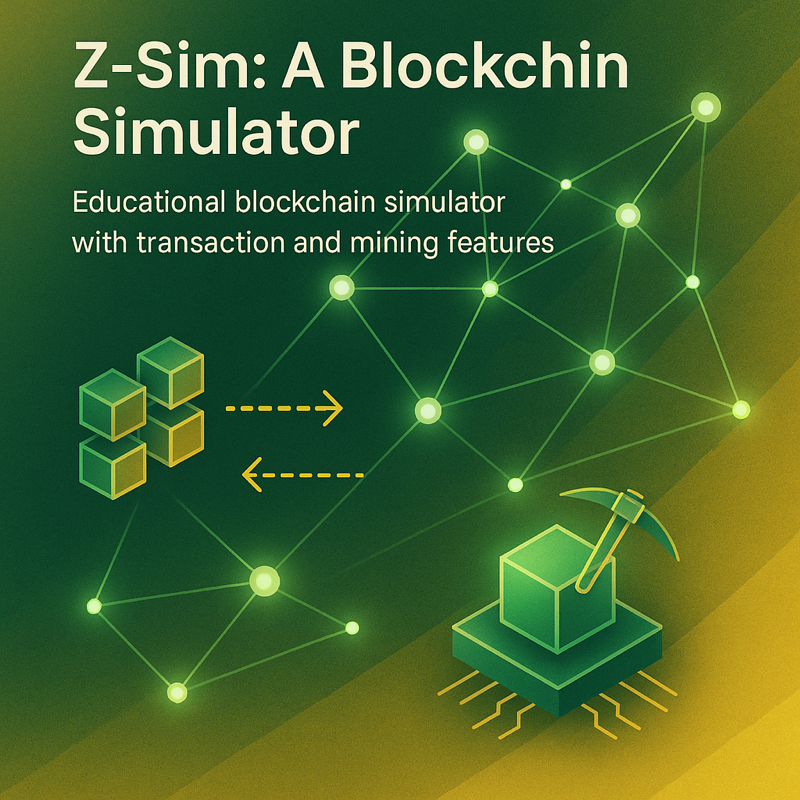 Z-Sim: A Blockchin
Simulator
Educational blockchain simulator
with transaction and mining features